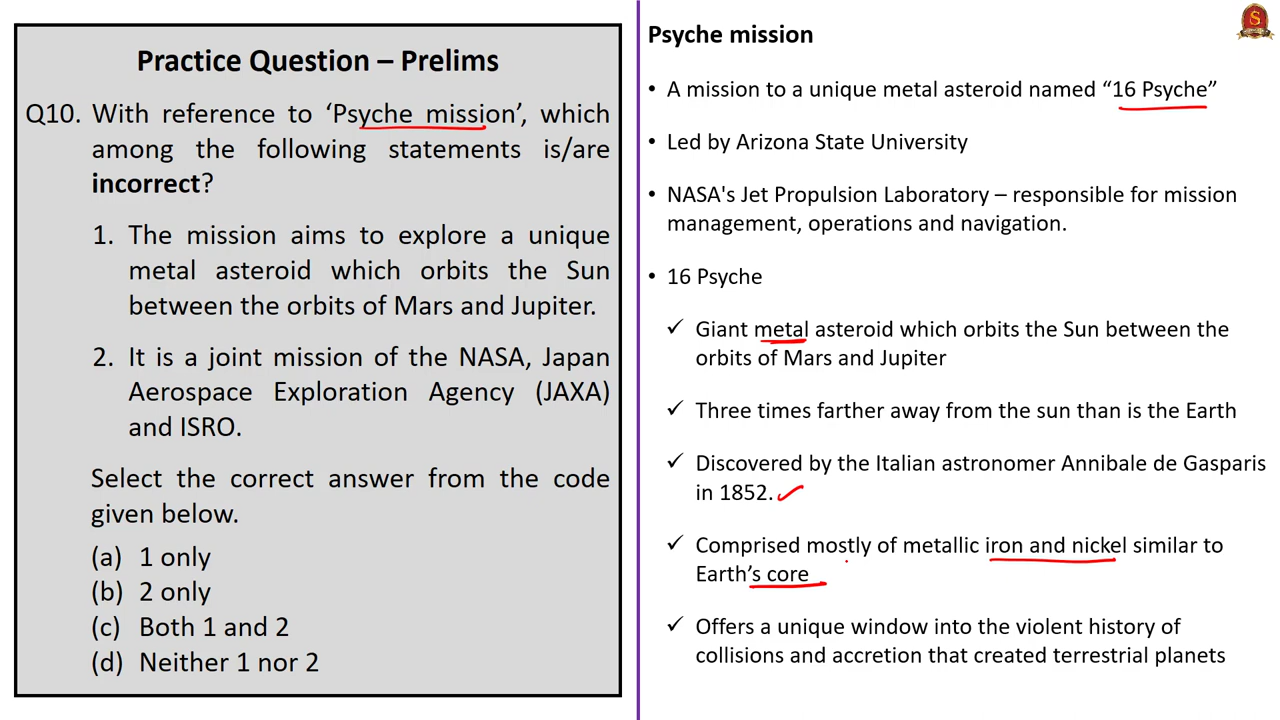 Practice Question – Prelims
Q10. With reference to ‘Psyche mission’, which
among the following statements is/are
incorrect?
1. The mission aims to explore a unique
metal asteroid which orbits the Sun
between the orbits of Mars and Jupiter.
2. It is a joint mission of the NASA, Japan
Aerospace Exploration Agency (JAXA)
and ISRO.
Select the correct answer from the code
given below.
(a) 1 only
(b) 2 only
(c) Both 1 and 2
(d) Neither 1 nor 2
Psyche mission
• A mission to a unique metal asteroid named “16 Psyche”
• Led by Arizona State University
• NASA's Jet Propulsion Laboratory – responsible for mission
management, operations and navigation.
• 16 Psyche
✓ Giant metal asteroid which orbits the Sun between the
orbits of Mars and Jupiter
✓ Three times farther away from the sun than is the Earth
✓ Discovered by the Italian astronomer Annibale de Gasparis
in 1852.
✓ Comprised mostly of metallic iron and nickel similar to
Earth’s core
✓ Offers a unique window into the violent history of
collisions and accretion that created terrestrial planets